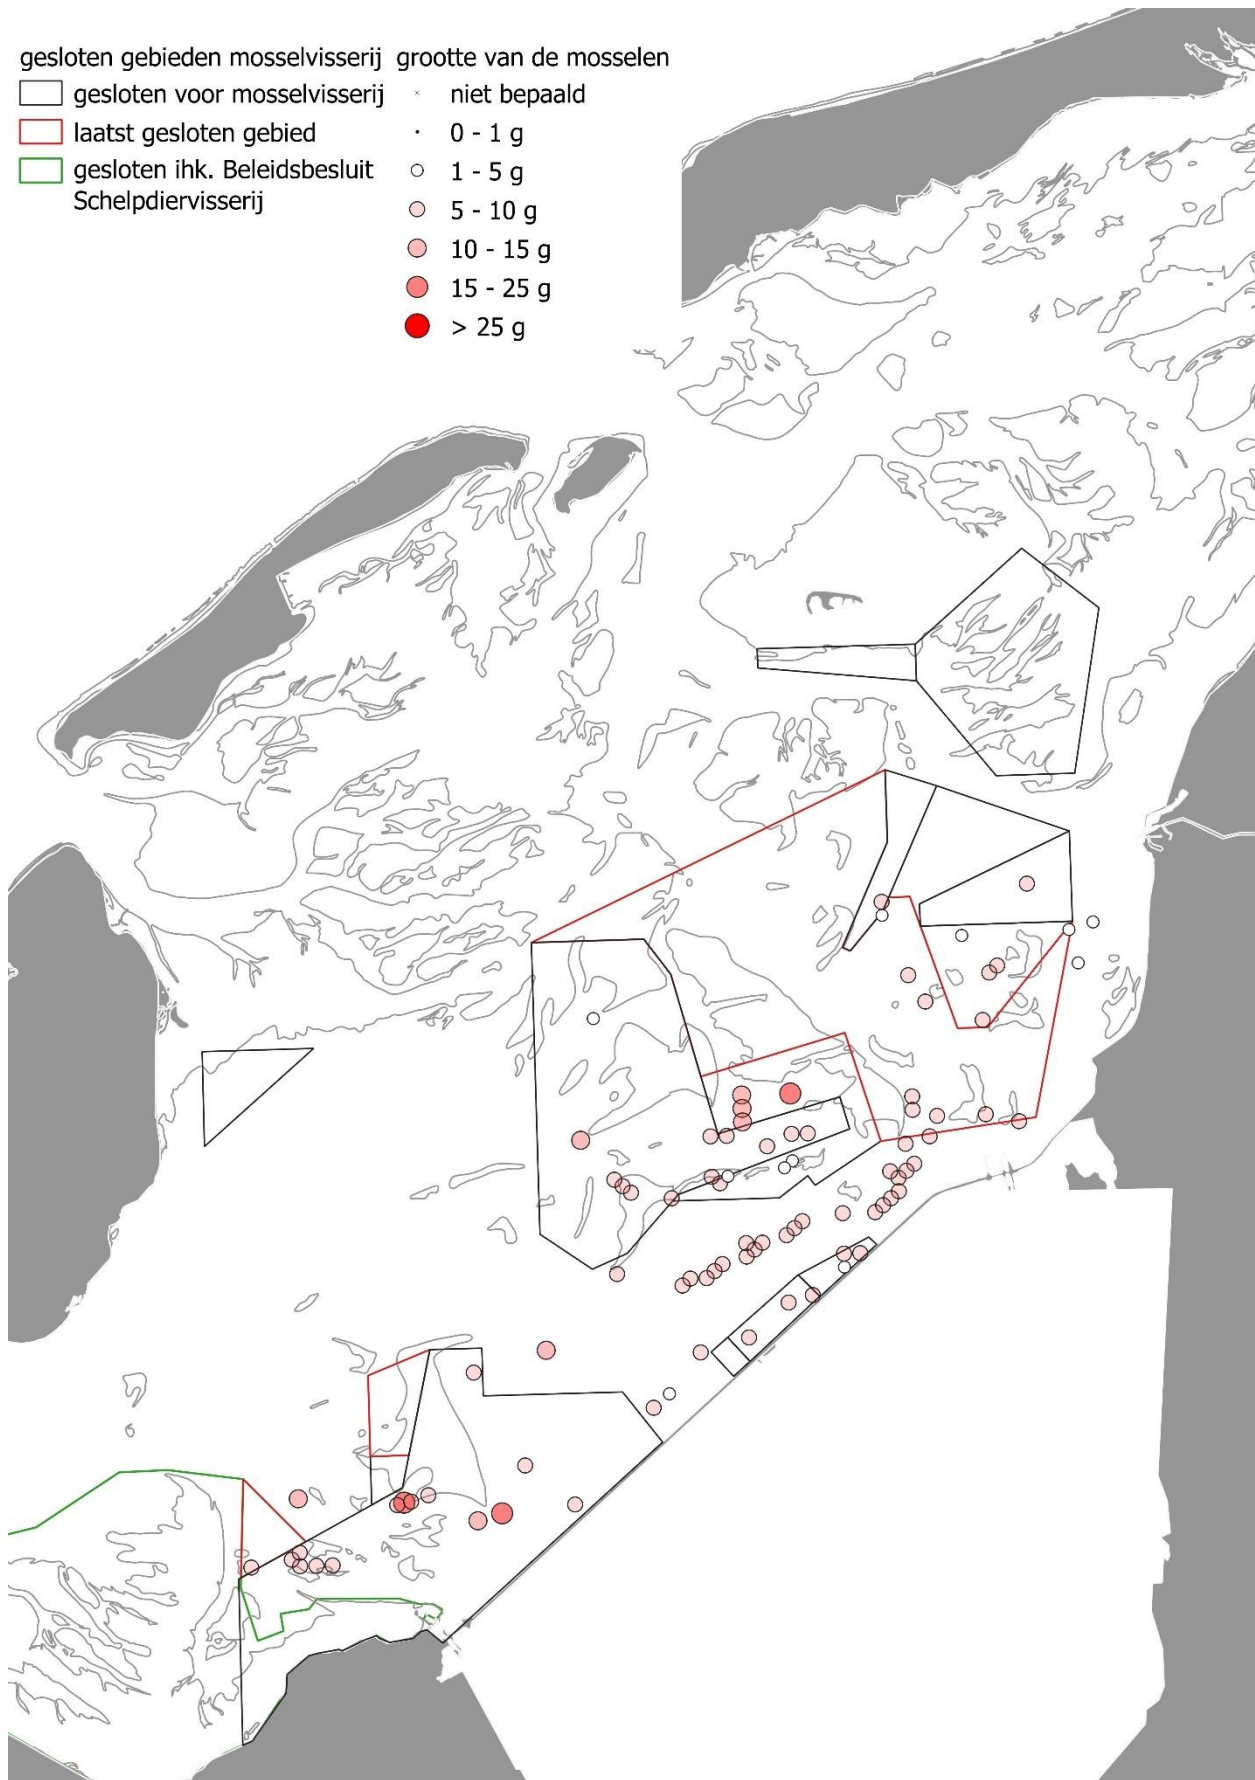 gesloten gebieden mosselvisserij
gesloten voor mosselvisserij
laatst gesloten gebied
gesloten ihk. Beleidsbesluit
Schelpdiervisserij
grootte van de mosselen
niet bepaald
0 - 1 g
1 - 5 g
5 - 10 g
10 - 15 g
15 - 25 g
> 25 g